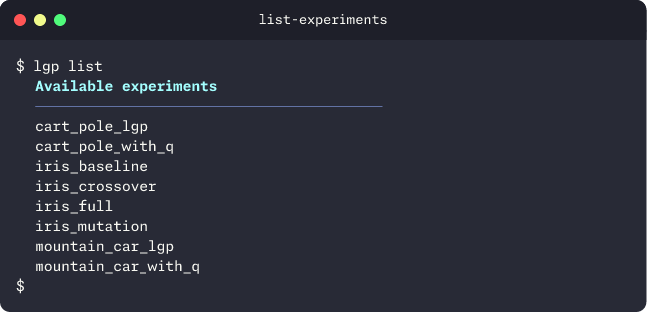 list-experiments
$ lgp list
Available experiments
cart_pole_lgp
cart_pole_with_q
iris_baseline
iris_crossover
iris_full
iris_mutation
mountain_car_lgp
mountain_car_with_q
$